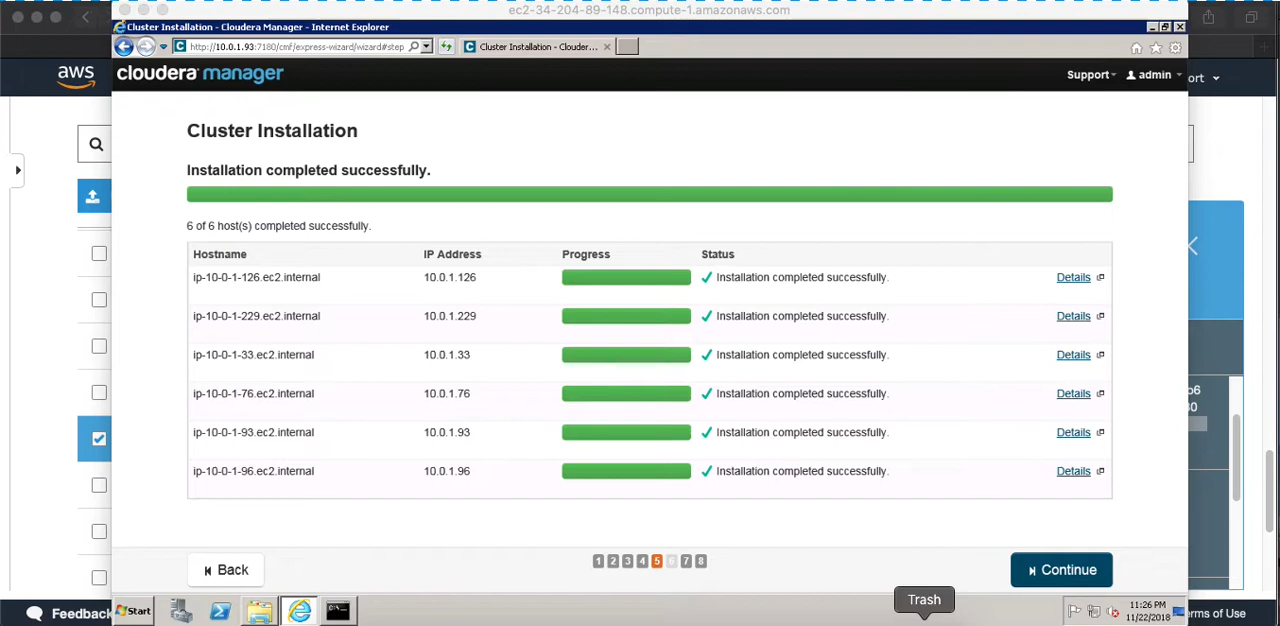 ec2-34-204-89-148.compute-1.amazonaws.com
Cluster Installation - Cloudera Manager - Internet Explorer
http://10.0.1.93:7180/cmf/express-wizard/wizard#step
Cluster Installation - Clouder...
aws
cloudera manager
Support
admin
ort
Cluster Installation
Installation completed successfully.
6 of 6 host(s) completed successfully.
Hostname IP Address Progress Status
ip-10-0-1-126.ec2.internal 10.0.1.126 Installation completed successfully. Details
ip-10-0-1-229.ec2.internal 10.0.1.229 Installation completed successfully. Details
ip-10-0-1-33.ec2.internal 10.0.1.33 Installation completed successfully. Details
ip-10-0-1-76.ec2.internal 10.0.1.76 Installation completed successfully. Details
ip-10-0-1-93.ec2.internal 10.0.1.93 Installation completed successfully. Details
ip-10-0-1-96.ec2.internal 10.0.1.96 Installation completed successfully. Details
Back
1 2 3 4 5 6 7 8
Continue
Trash
Feedback
Start
11:26 PM
11/22/2018
rms of Use